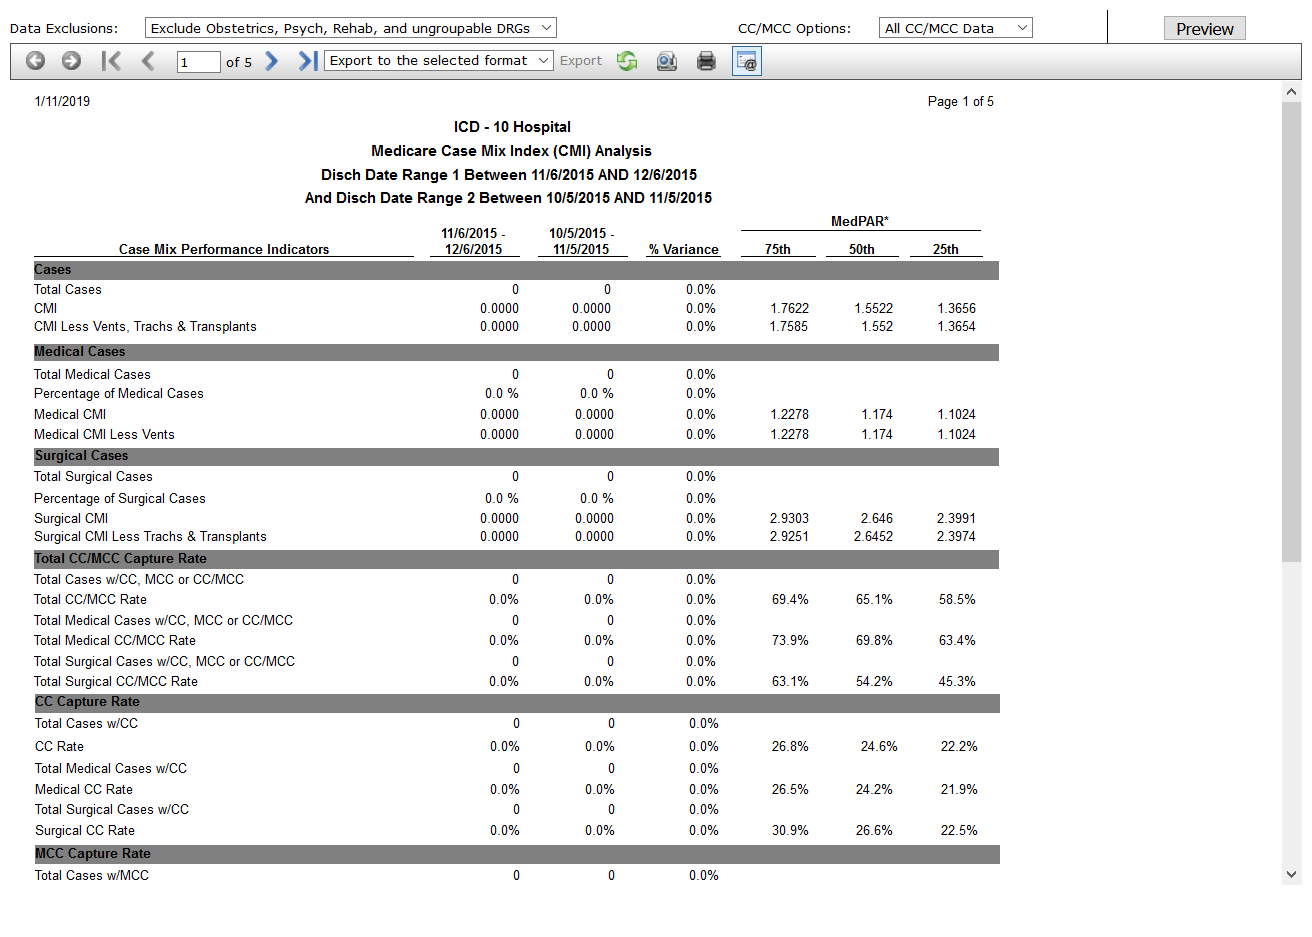 Data Exclusions: Exclude Obstetrics, Psych, Rehab, and ungroupable DRGs CC/MCC Options: All CC/MCC Data Preview
1 of 5 Export to the selected format Export
1/11/2019 Page 1 of 5
ICD - 10 Hospital
Medicare Case Mix Index (CMI) Analysis
Disch Date Range 1 Between 11/6/2015 AND 12/6/2015
And Disch Date Range 2 Between 10/5/2015 AND 11/5/2015
MedPAR*
11/6/2015 - 10/5/2015 -
Case Mix Performance Indicators 12/6/2015 11/5/2015 % Variance 75th 50th 25th
Cases
Total Cases 0 0 0.0%
CMI 0.0000 0.0000 0.0% 1.7622 1.5522 1.3656
CMI Less Vents, Trachs & Transplants 0.0000 0.0000 0.0% 1.7585 1.552 1.3654
Medical Cases
Total Medical Cases 0 0 0.0%
Percentage of Medical Cases 0.0 % 0.0 % 0.0%
Medical CMI 0.0000 0.0000 0.0% 1.2278 1.174 1.1024
Medical CMI Less Vents 0.0000 0.0000 0.0% 1.2278 1.174 1.1024
Surgical Cases
Total Surgical Cases 0 0 0.0%
Percentage of Surgical Cases 0.0 % 0.0 % 0.0%
Surgical CMI 0.0000 0.0000 0.0% 2.9303 2.646 2.3991
Surgical CMI Less Trachs & Transplants 0.0000 0.0000 0.0% 2.9251 2.6452 2.3974
Total CC/MCC Capture Rate
Total Cases w/CC, MCC or CC/MCC 0 0 0.0%
Total CC/MCC Rate 0.0% 0.0% 0.0% 69.4% 65.1% 58.5%
Total Medical Cases w/CC, MCC or CC/MCC 0 0 0.0%
Total Medical CC/MCC Rate 0.0% 0.0% 0.0% 73.9% 69.8% 63.4%
Total Surgical Cases w/CC, MCC or CC/MCC 0 0 0.0%
Total Surgical CC/MCC Rate 0.0% 0.0% 0.0% 63.1% 54.2% 45.3%
CC Capture Rate
Total Cases w/CC 0 0 0.0%
CC Rate 0.0% 0.0% 0.0% 26.8% 24.6% 22.2%
Total Medical Cases w/CC 0 0 0.0%
Medical CC Rate 0.0% 0.0% 0.0% 26.5% 24.2% 21.9%
Total Surgical Cases w/CC 0 0 0.0%
Surgical CC Rate 0.0% 0.0% 0.0% 30.9% 26.6% 22.5%
MCC Capture Rate
Total Cases w/MCC 0 0 0.0%